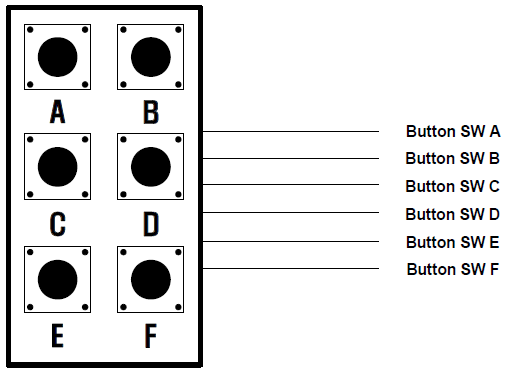 A B
C D
E F
Button SW A
Button SW B
Button SW C
Button SW D
Button SW E
Button SW F